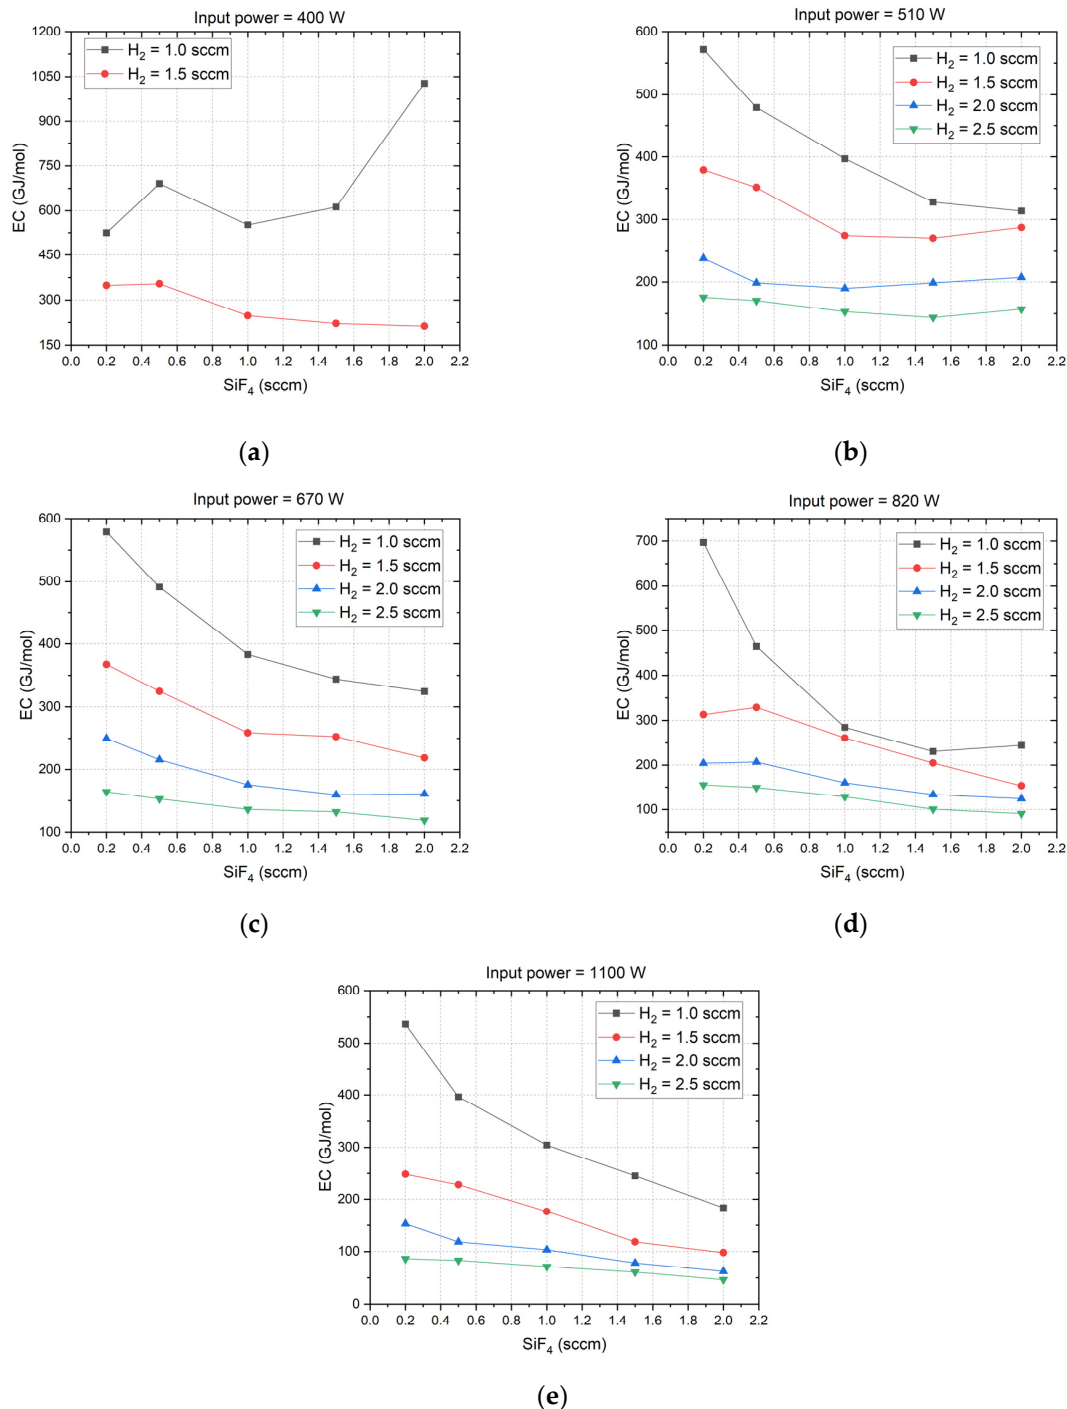 Input power = 400 W
1200
1050
900
750
600
450
300
150
EC (GJ/mol)
H₂ = 1.0 sccm
H₂ = 1.5 sccm
0.0 0.2 0.4 0.6 0.8 1.0 1.2 1.4 1.6 1.8 2.0 2.2
SiF₄ (sccm)
(a)
Input power = 510 W
600
500
400
300
200
100
EC (GJ/mol)
H₂ = 1.0 sccm
H₂ = 1.5 sccm
H₂ = 2.0 sccm
H₂ = 2.5 sccm
0.0 0.2 0.4 0.6 0.8 1.0 1.2 1.4 1.6 1.8 2.0 2.2
SiF₄ (sccm)
(b)
Input power = 670 W
600
500
400
300
200
100
EC (GJ/mol)
H₂ = 1.0 sccm
H₂ = 1.5 sccm
H₂ = 2.0 sccm
H₂ = 2.5 sccm
0.0 0.2 0.4 0.6 0.8 1.0 1.2 1.4 1.6 1.8 2.0 2.2
SiF₄ (sccm)
(c)
Input power = 820 W
700
600
500
400
300
200
100
EC (GJ/mol)
H₂ = 1.0 sccm
H₂ = 1.5 sccm
H₂ = 2.0 sccm
H₂ = 2.5 sccm
0.0 0.2 0.4 0.6 0.8 1.0 1.2 1.4 1.6 1.8 2.0 2.2
SiF₄ (sccm)
(d)
Input power = 1100 W
600
500
400
300
200
100
0
EC (GJ/mol)
H₂ = 1.0 sccm
H₂ = 1.5 sccm
H₂ = 2.0 sccm
H₂ = 2.5 sccm
0.0 0.2 0.4 0.6 0.8 1.0 1.2 1.4 1.6 1.8 2.0 2.2
SiF₄ (sccm)
(e)